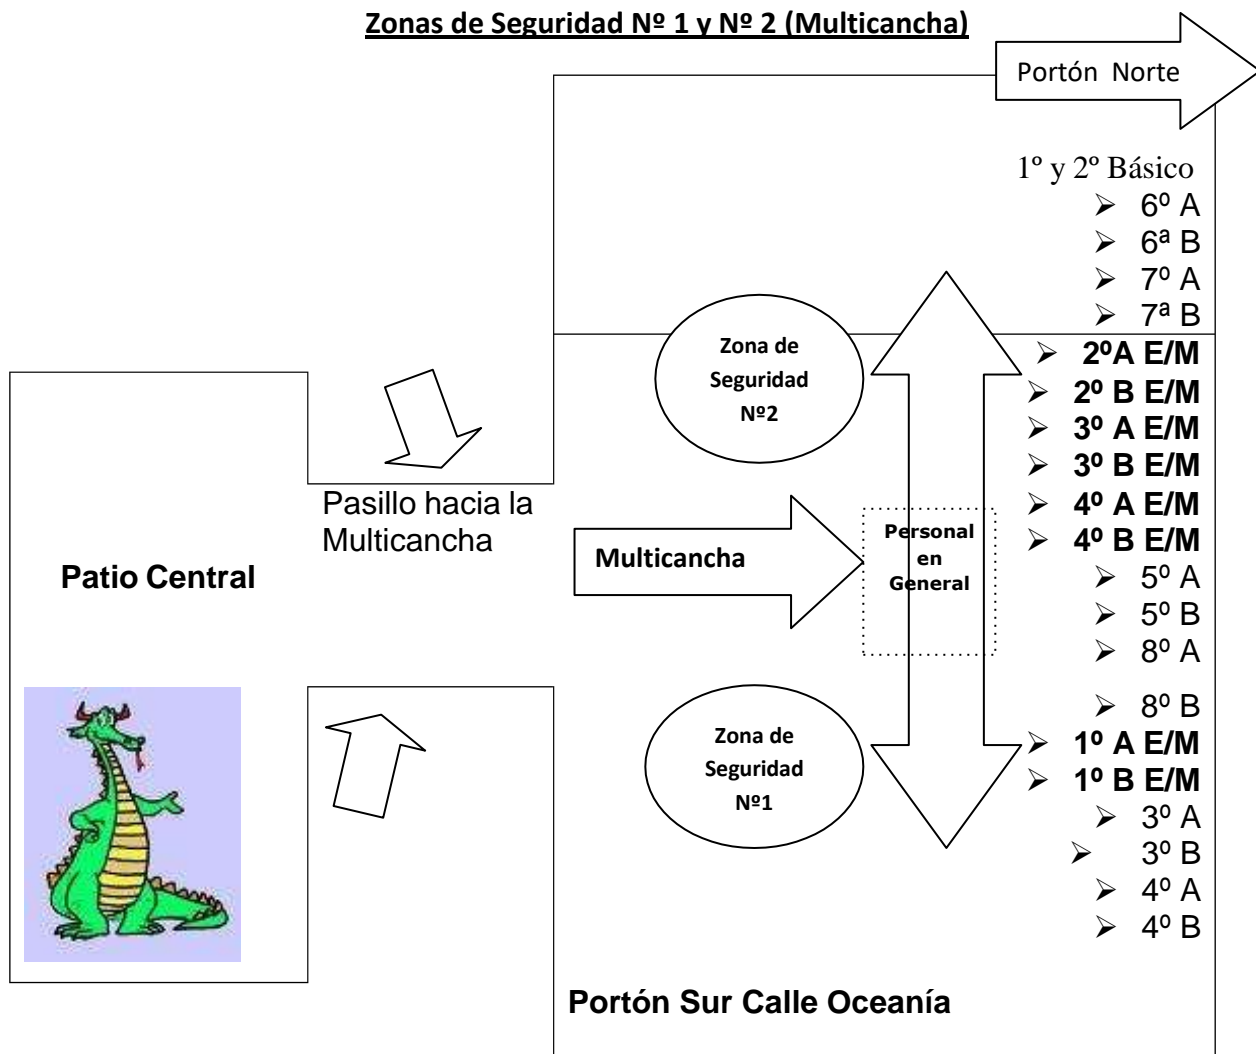 Zonas de Seguridad Nº 1 y Nº 2 (Multicancha)
Portón Norte
1º y 2º Básico
➢ 6º A
➢ 6ª B
➢ 7º A
➢ 7ª B
Zona de
Seguridad
Nº2
➢ 2ºA E/M
➢ 2º B E/M
➢ 3º A E/M
➢ 3º B E/M
➢ 4º A E/M
➢ 4º B E/M
➢ 5º A
➢ 5º B
➢ 8º A
➢ 8º B
➢ 1º A E/M
➢ 1º B E/M
➢ 3º A
➢ 3º B
➢ 4º A
➢ 4º B
Pasillo hacia la
Multicancha
Patio Central
Multicancha
Personal
en
General
Zona de
Seguridad
Nº1
Portón Sur Calle Oceanía